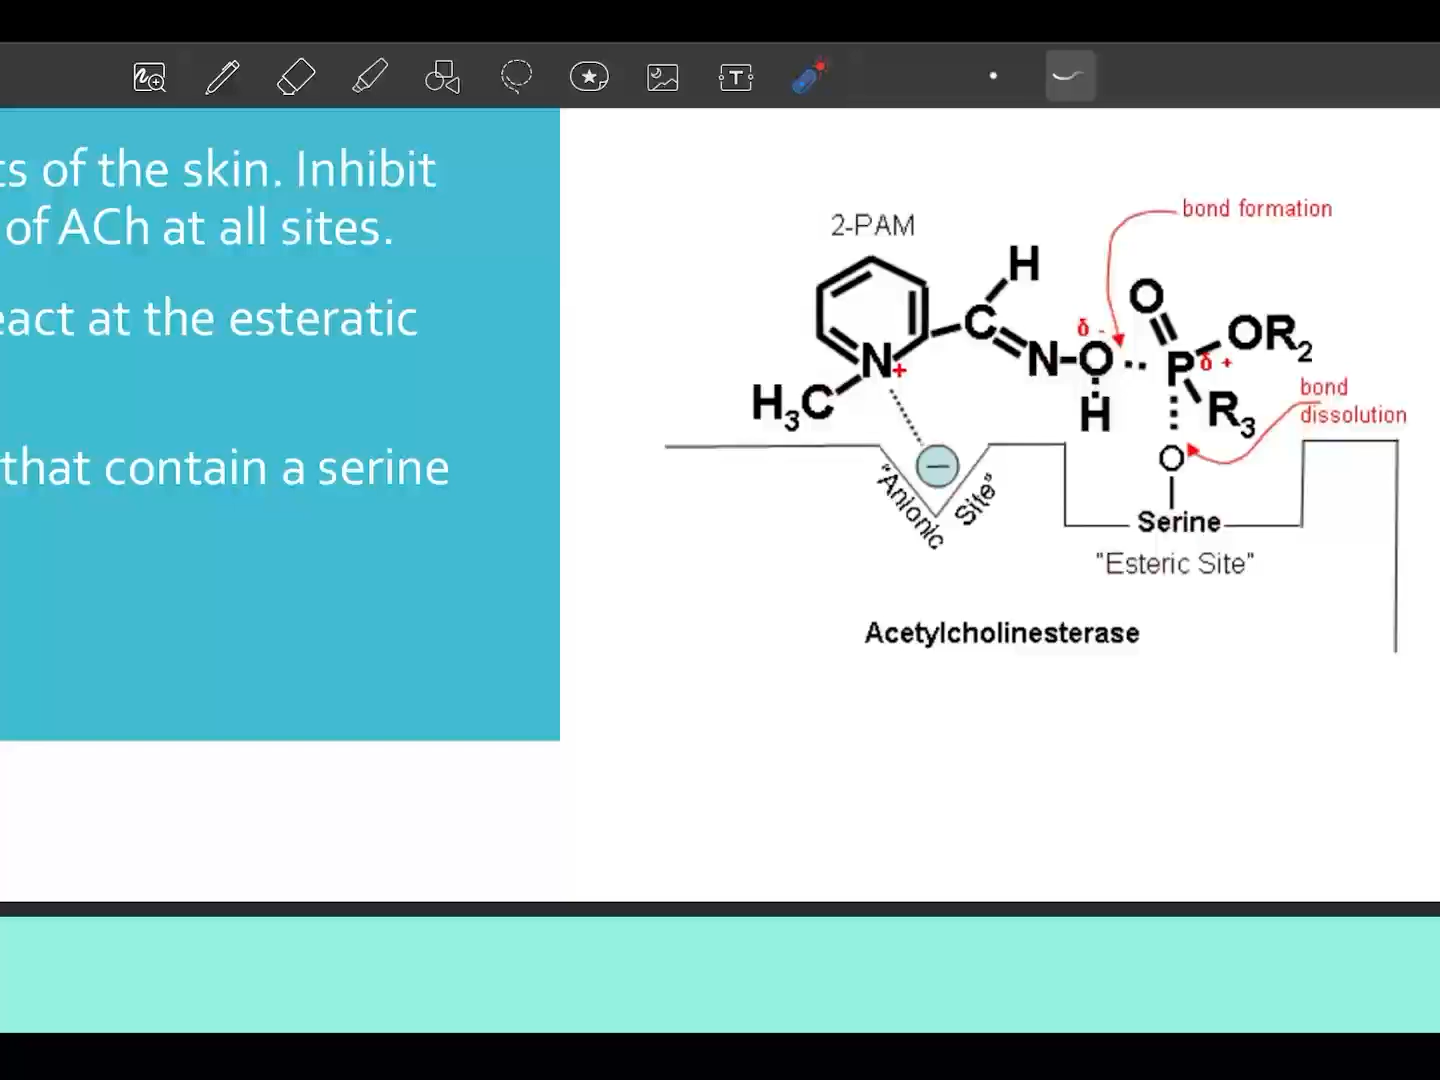 ts of the skin. Inhibit
of ACh at all sites.
eact at the esteratic
that contain a serine
bond formation
2-PAM
H
O
C
δ -
OR2
N
N-O
P
δ +
+
bond
dissolution
H3C
H
R3
O
−
"Anionic Site"
Serine
"Esteric Site"
Acetylcholinesterase